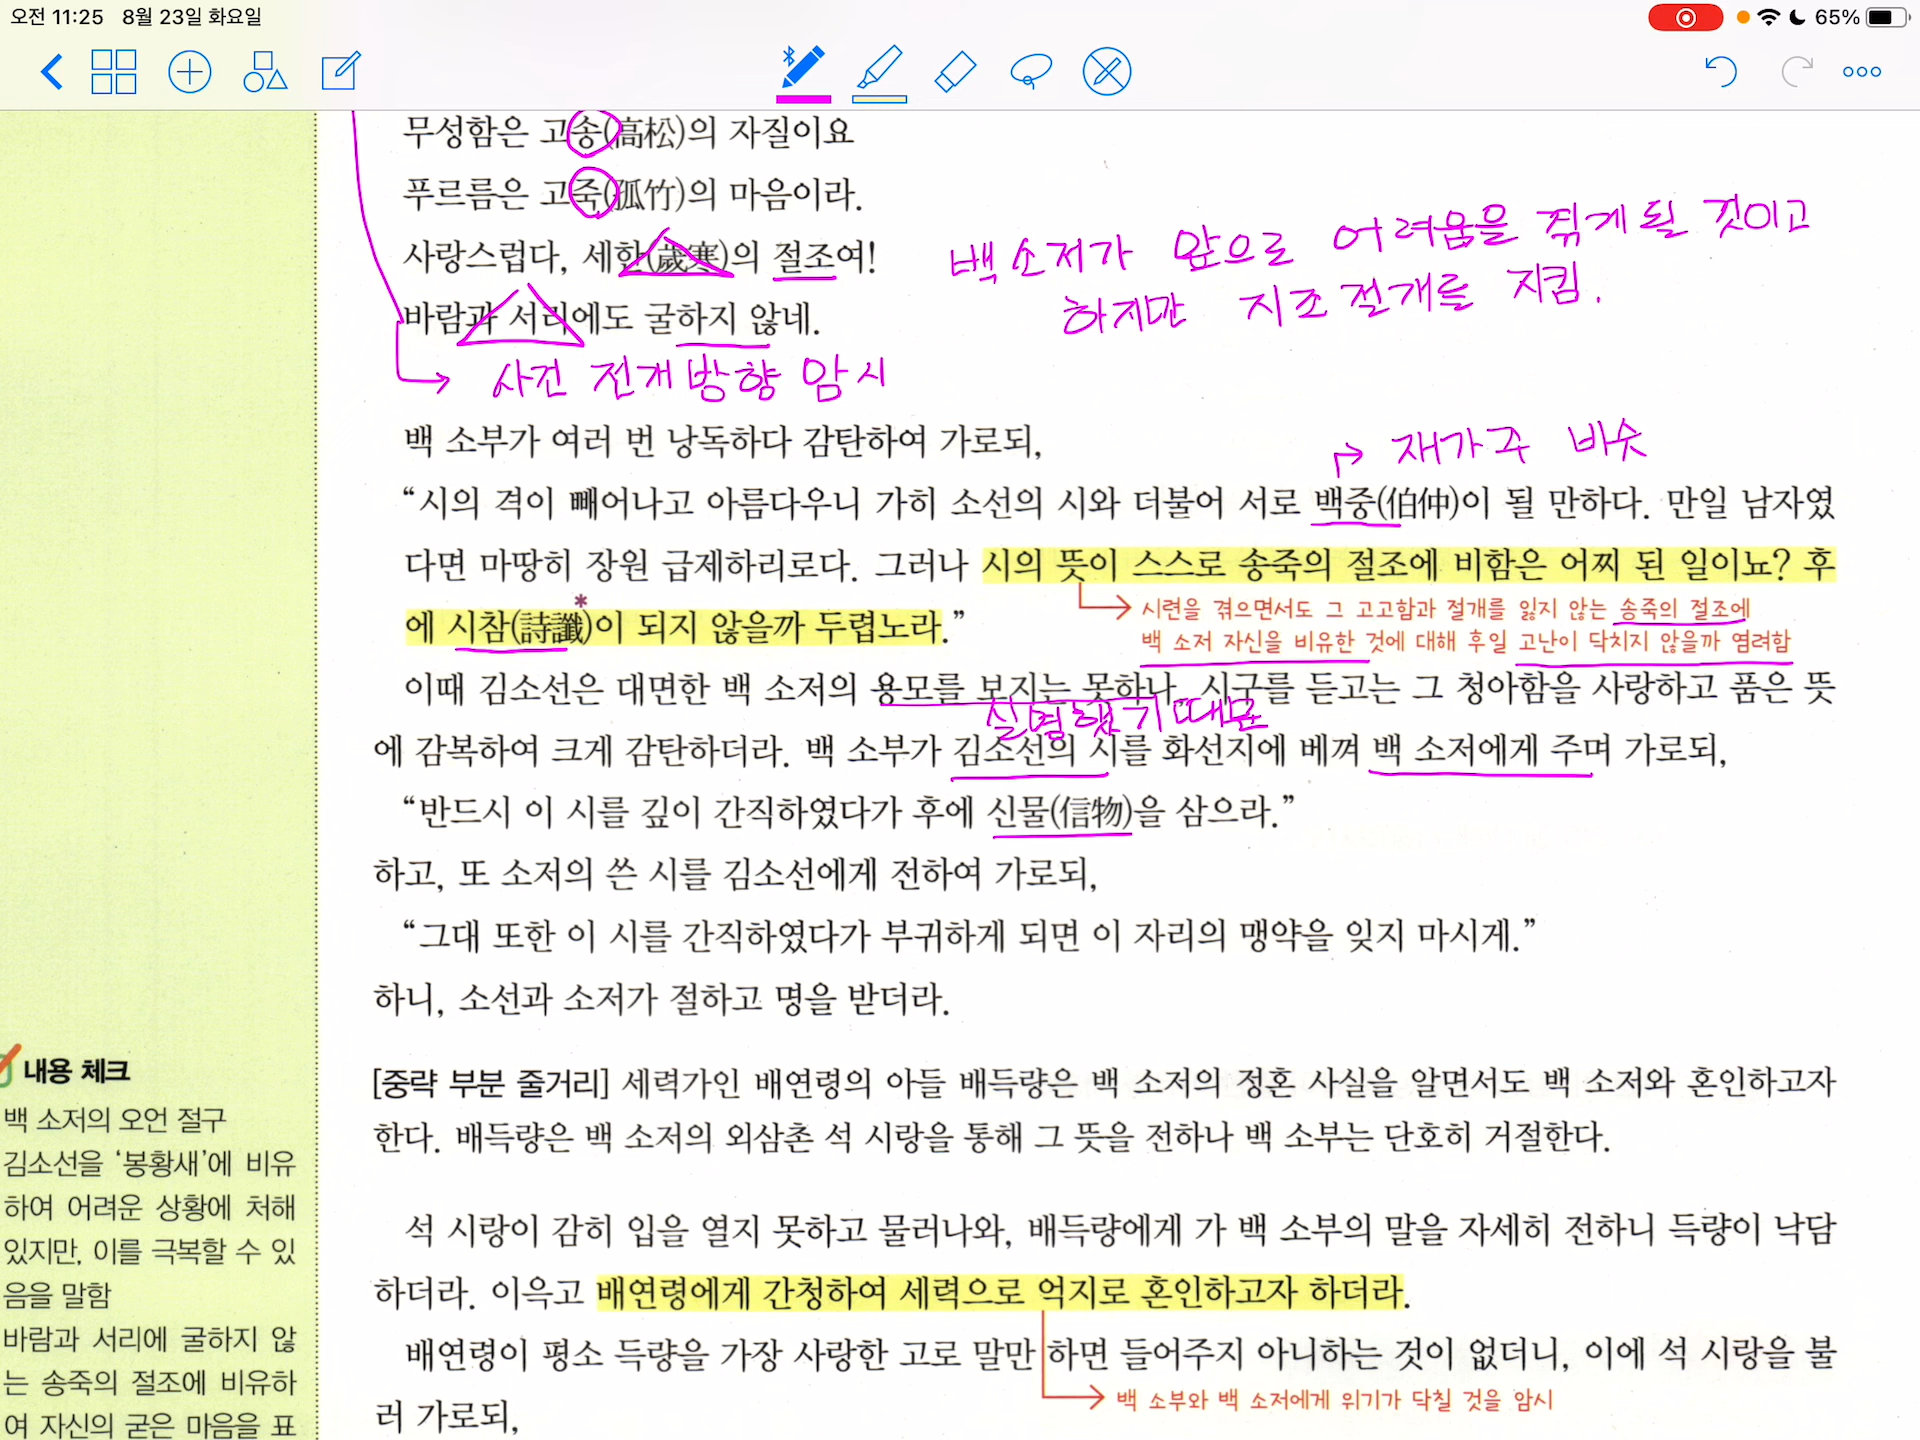 오전 11:25 8월 23일 화요일
65%
무성함은 고송(高松)의 자질이요
푸르름은 고죽(孤竹)의 마음이라.
사랑스럽다, 세한(歲寒)의 절조여!
바람과 서리에도 굴하지 않네.
백소저가 앞으로 어려움을 겪게될 것이고
하지만 지조절개를 지킴.
사건 전개방향 암시
백 소부가 여러 번 낭독하다 감탄하여 가로되,
재가주 비슷
“시의 격이 빼어나고 아름다우니 가히 소선의 시와 더불어 서로 백중(伯仲)이 될 만하다. 만일 남자였
다면 마땅히 장원 급제하리로다. 그러나 시의 뜻이 스스로 송죽의 절조에 비함은 어찌 된 일이뇨? 후
에 시참(詩讖)*이 되지 않을까 두렵노라.”
시련을 겪으면서도 그 고고함과 절개를 잃지 않는 송죽의 절조에
백 소저 자신을 비유한 것에 대해 후일 고난이 닥치지 않을까 염려함
이때 김소선은 대면한 백 소저의 용모를 보지는 못하나, 시구를 듣고는 그 청아함을 사랑하고 품은 뜻
실명했기때문
에 감복하여 크게 감탄하더라. 백 소부가 김소선의 시를 화선지에 베껴 백 소저에게 주며 가로되,
“반드시 이 시를 깊이 간직하였다가 후에 신물(信物)을 삼으라.”
하고, 또 소저의 쓴 시를 김소선에게 전하여 가로되,
“그대 또한 이 시를 간직하였다가 부귀하게 되면 이 자리의 맹약을 잊지 마시게.”
하니, 소선과 소저가 절하고 명을 받더라.
[중략 부분 줄거리] 세력가인 배연령의 아들 배득량은 백 소저의 정혼 사실을 알면서도 백 소저와 혼인하고자
한다. 배득량은 백 소저의 외삼촌 석 시랑을 통해 그 뜻을 전하나 백 소부는 단호히 거절한다.
석 시랑이 감히 입을 열지 못하고 물러나와, 배득량에게 가 백 소부의 말을 자세히 전하니 득량이 낙담
하더라. 이윽고 배연령에게 간청하여 세력으로 억지로 혼인하고자 하더라.
배연령이 평소 득량을 가장 사랑한 고로 말만 하면 들어주지 아니하는 것이 없더니, 이에 석 시랑을 불
백 소부와 백 소저에게 위기가 닥칠 것을 암시
러 가로되,
내용 체크
백 소저의 오언 절구
김소선을 ‘봉황새’에 비유
하여 어려운 상황에 처해
있지만, 이를 극복할 수 있
음을 말함
바람과 서리에 굴하지 않
는 송죽의 절조에 비유하
여 자신의 굳은 마음을 표